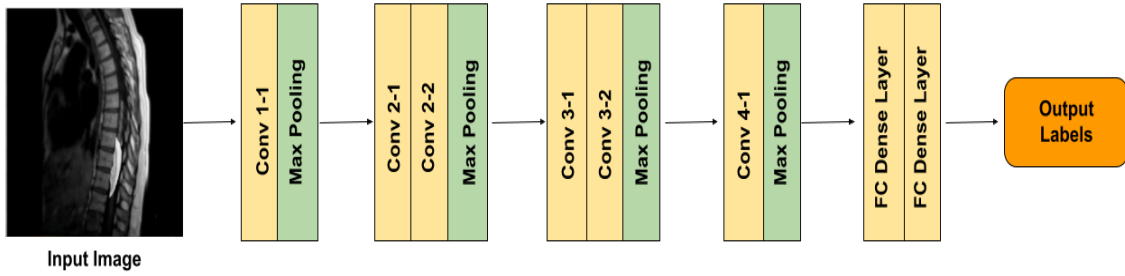 Input Image
Conv 1-1
Max Pooling
Conv 2-1
Conv 2-2
Max Pooling
Conv 3-1
Conv 3-2
Max Pooling
Conv 4-1
Max Pooling
FC Dense Layer
FC Dense Layer
Output
Labels